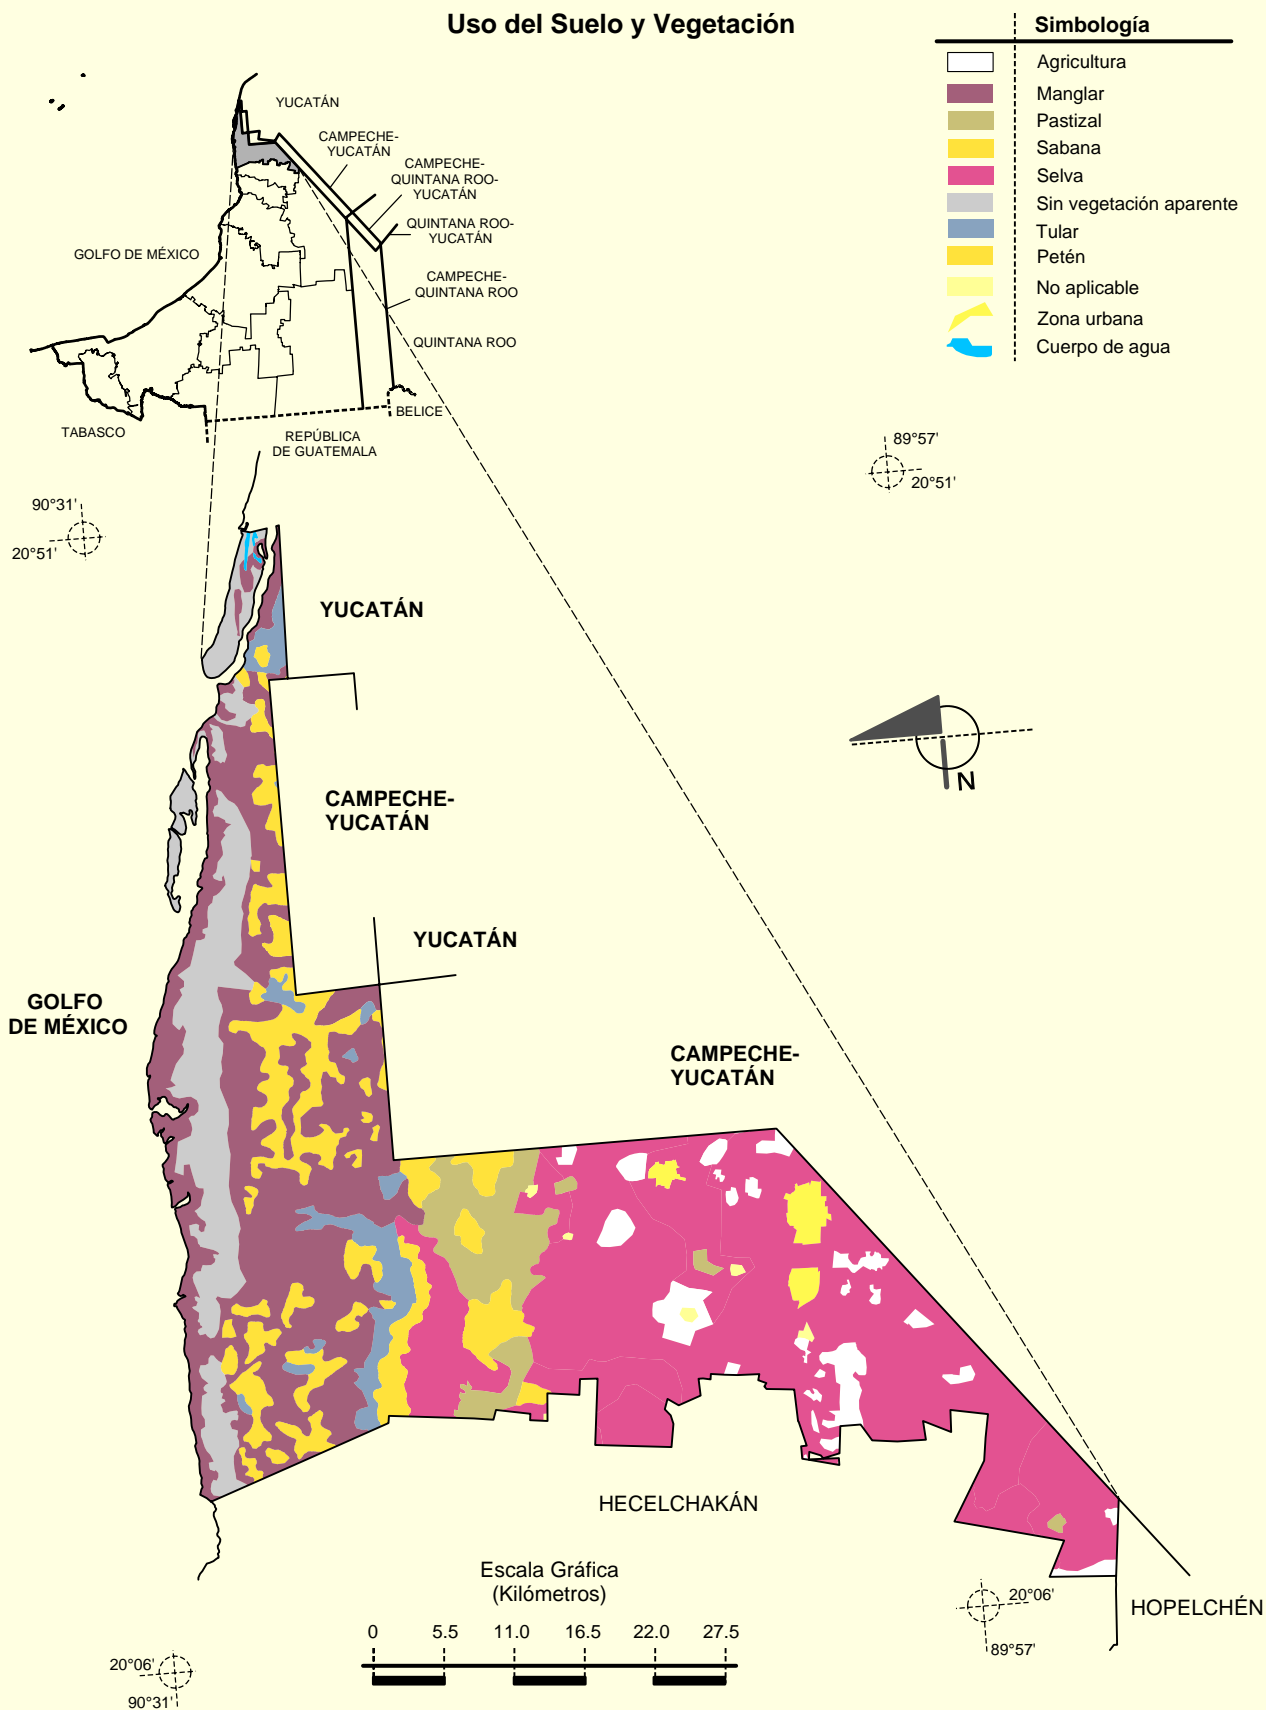 Uso del Suelo y Vegetación
Simbología
Agricultura
Manglar
Pastizal
Sabana
Selva
Sin vegetación aparente
Tular
Petén
No aplicable
Zona urbana
Cuerpo de agua
YUCATÁN
CAMPECHE-
YUCATÁN
CAMPECHE-
QUINTANA ROO-
YUCATÁN
QUINTANA ROO-
YUCATÁN
GOLFO DE MÉXICO
CAMPECHE-
QUINTANA ROO
QUINTANA ROO
BELICE
TABASCO
REPÚBLICA
DE GUATEMALA
89°57'
20°51'
90°31'
20°51'
YUCATÁN
N
CAMPECHE-
YUCATÁN
YUCATÁN
GOLFO
DE MÉXICO
CAMPECHE-
YUCATÁN
HECELCHAKÁN
Escala Gráfica
(Kilómetros)
0 5.5 11.0 16.5 22.0 27.5
20°06'
89°57'
HOPELCHÉN
20°06'
90°31'